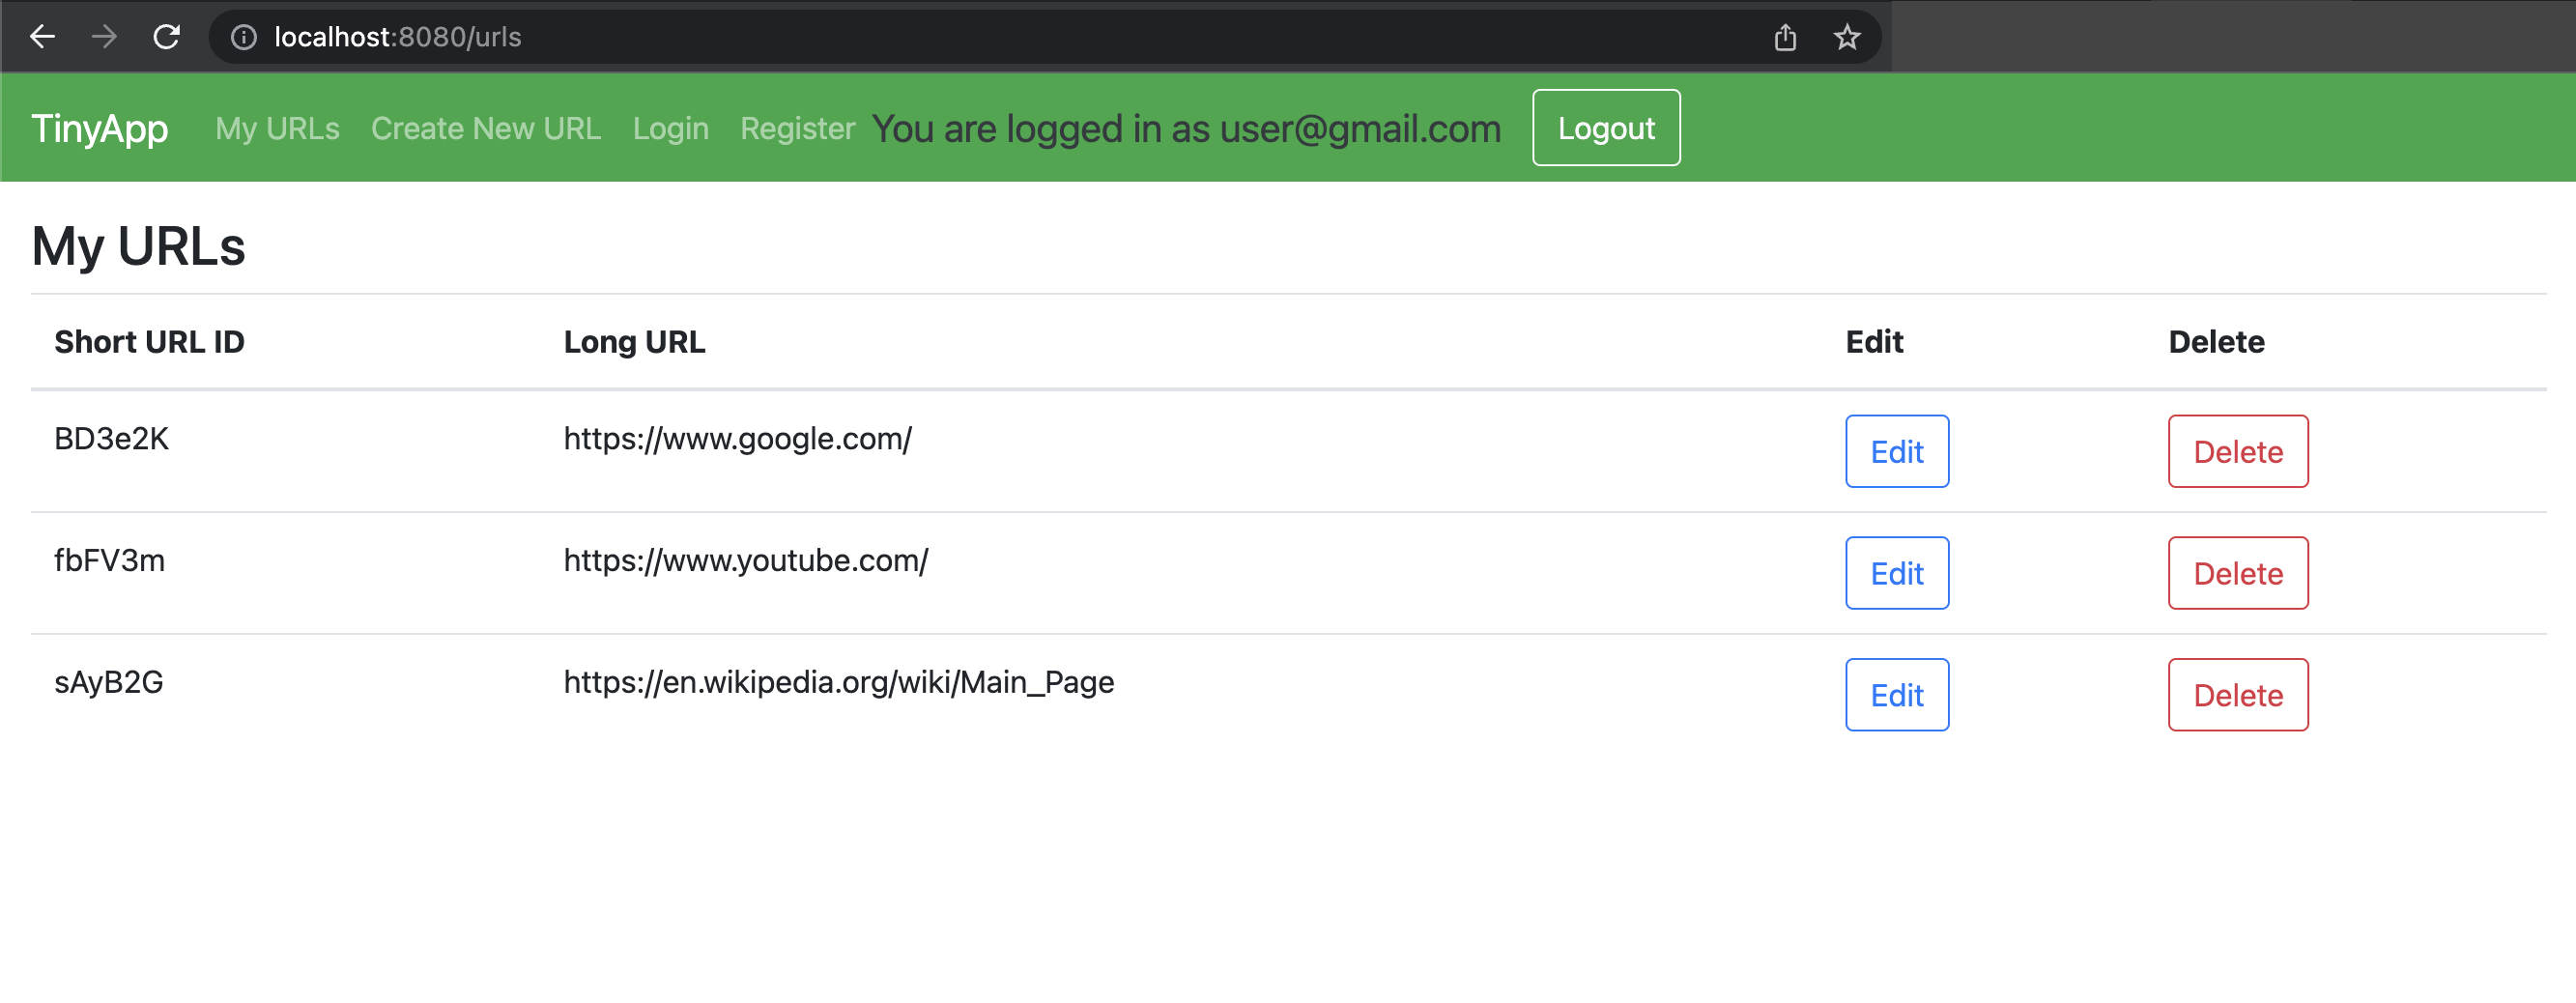 localhost:8080/urls
TinyApp My URLs Create New URL Login Register You are logged in as user@gmail.com Logout
My URLs
Short URL ID Long URL Edit Delete
BD3e2K https://www.google.com/ Edit Delete
fbFV3m https://www.youtube.com/ Edit Delete
sAyB2G https://en.wikipedia.org/wiki/Main_Page Edit Delete